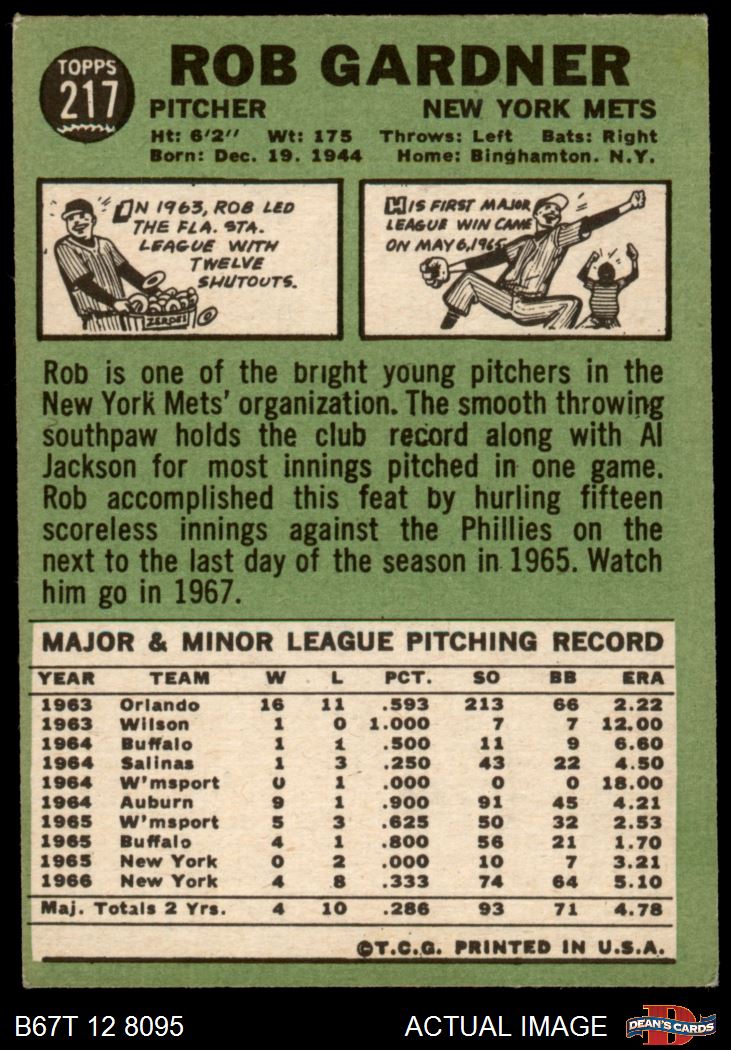 TOPPS
217
ROB GARDNER
PITCHER NEW YORK METS
Ht: 6'2" Wt: 175 Throws: Left Bats: Right
Born: Dec. 19. 1944 Home: Binghamton. N.Y.
IN 1963, ROB LED
THE FLA. STA.
LEAGUE WITH
TWELVE
SHUTOUTS.
ZEROES
HIS FIRST MAJOR
LEAGUE WIN CAME
ON MAY 6, 1966
Rob is one of the bright young pitchers in the
New York Mets' organization. The smooth throwing
southpaw holds the club record along with Al
Jackson for most innings pitched in one game.
Rob accomplished this feat by hurling fifteen
scoreless innings against the Phillies on the
next to the last day of the season in 1965. Watch
him go in 1967.
MAJOR & MINOR LEAGUE PITCHING RECORD
YEAR TEAM W L PCT. SO BB ERA
1963 Orlando 16 11 .593 213 66 2.22
1963 Wilson 1 0 1.000 7 7 12.00
1964 Buffalo 1 1 .500 11 9 6.60
1964 Salinas 1 3 .250 43 22 4.50
1964 W'msport 0 1 .000 0 0 18.00
1964 Auburn 9 1 .900 91 45 4.21
1965 W'msport 5 3 .625 50 32 2.53
1965 Buffalo 4 1 .800 56 21 1.70
1965 New York 0 2 .000 10 7 3.21
1966 New York 4 8 .333 74 64 5.10
Maj. Totals 2 Yrs. 4 10 .286 93 71 4.78
©T.C.G. PRINTED IN U.S.A.
B67T 12 8095 ACTUAL IMAGE
D
DEAN'S CARDS